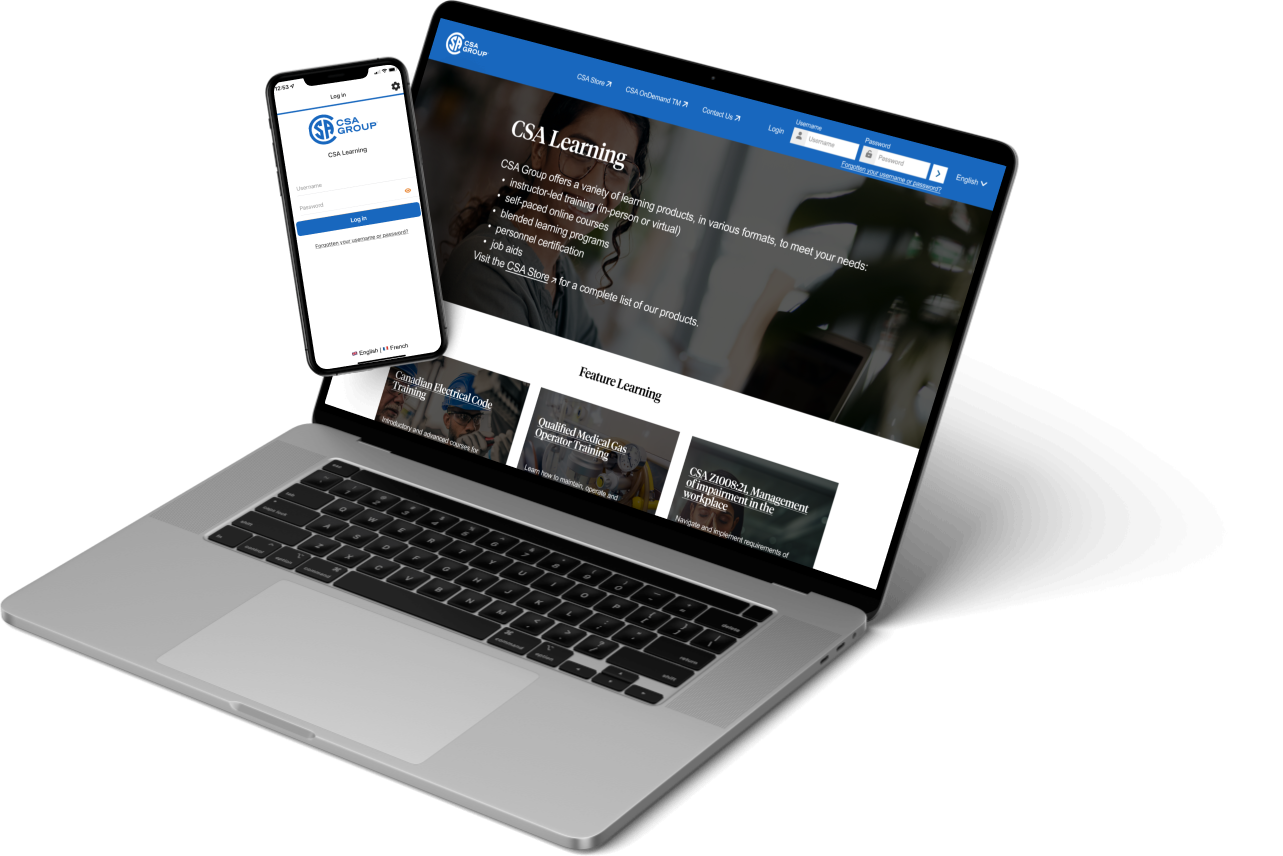 12:53
Log in
CSA
GROUP
CSA Learning
Username
Password
Log in
Forgotten your username or password?
English | French
CSA
GROUP
CSA Store
CSA OnDemand TM
Contact Us
Login
Username
Username
Password
Password
Forgotten your username or password?
English
CSA Learning
CSA Group offers a variety of learning products, in various formats, to meet your needs:
• instructor-led training (in-person or virtual)
• self-paced online courses
• blended learning programs
• personnel certification
• job aids
Visit the CSA Store for a complete list of our products.
Feature Learning
Canadian Electrical Code
Training
Introductory and advanced courses for
Qualified Medical Gas
Operator Training
Learn how to maintain, operate and
CSA Z1008:21, Management
of impairment in the
workplace
Navigate and implement requirements of
delete
return
shift
command
option